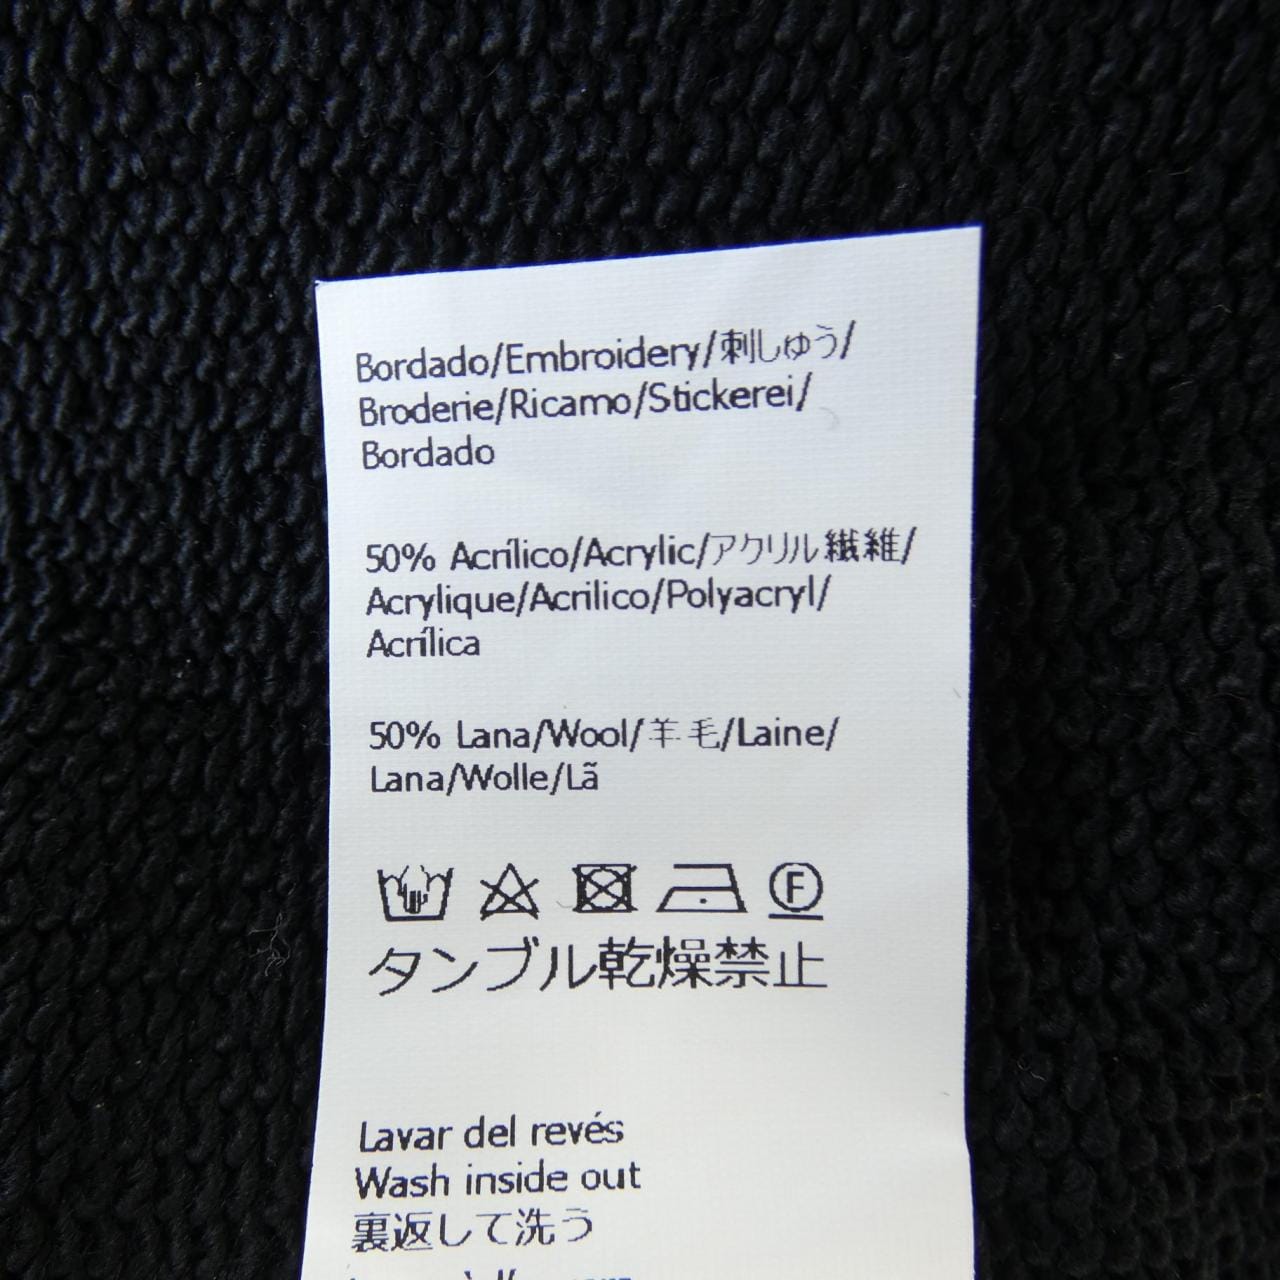 Bordado/Embroidery/刺しゅう/
Broderie/Ricamo/Stickerei/
Bordado
50% Acrílico/Acrylic/アクリル繊維/
Acrylique/Acrilico/Polyacryl/
Acrílica
50% Lana/Wool/羊毛/Laine/
Lana/Wolle/Lã
F
タンブル乾燥禁止
Lavar del revés
Wash inside out
裏返して洗う